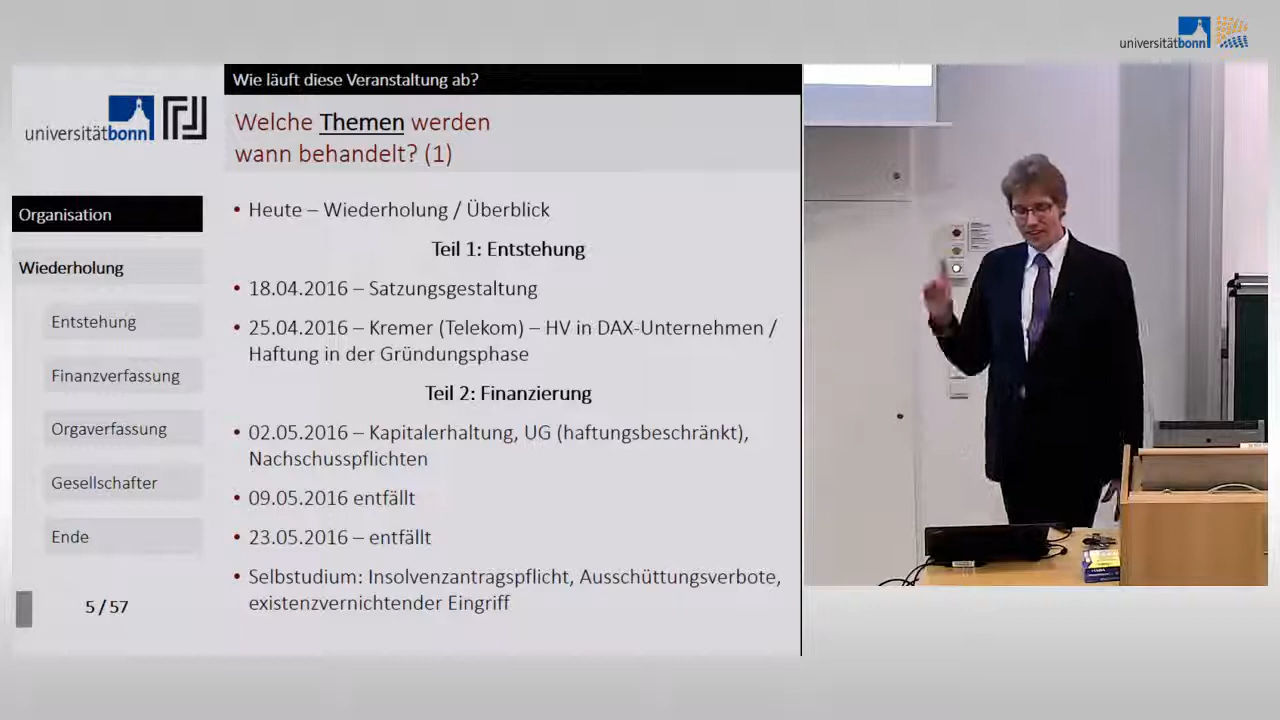 universitätbonn
universitätbonn
Wie läuft diese Veranstaltung ab?
Welche Themen werden
wann behandelt? (1)
Organisation
Wiederholung
Entstehung
Finanzverfassung
Orgaverfassung
Gesellschafter
Ende
5 / 57
• Heute – Wiederholung / Überblick
Teil 1: Entstehung
• 18.04.2016 – Satzungsgestaltung
• 25.04.2016 – Kremer (Telekom) – HV in DAX-Unternehmen /
Haftung in der Gründungsphase
Teil 2: Finanzierung
• 02.05.2016 – Kapitalerhaltung, UG (haftungsbeschränkt),
Nachschusspflichten
• 09.05.2016 entfällt
• 23.05.2016 – entfällt
• Selbstudium: Insolvenzantragspflicht, Ausschüttungsverbote,
existenzvernichtender Eingriff